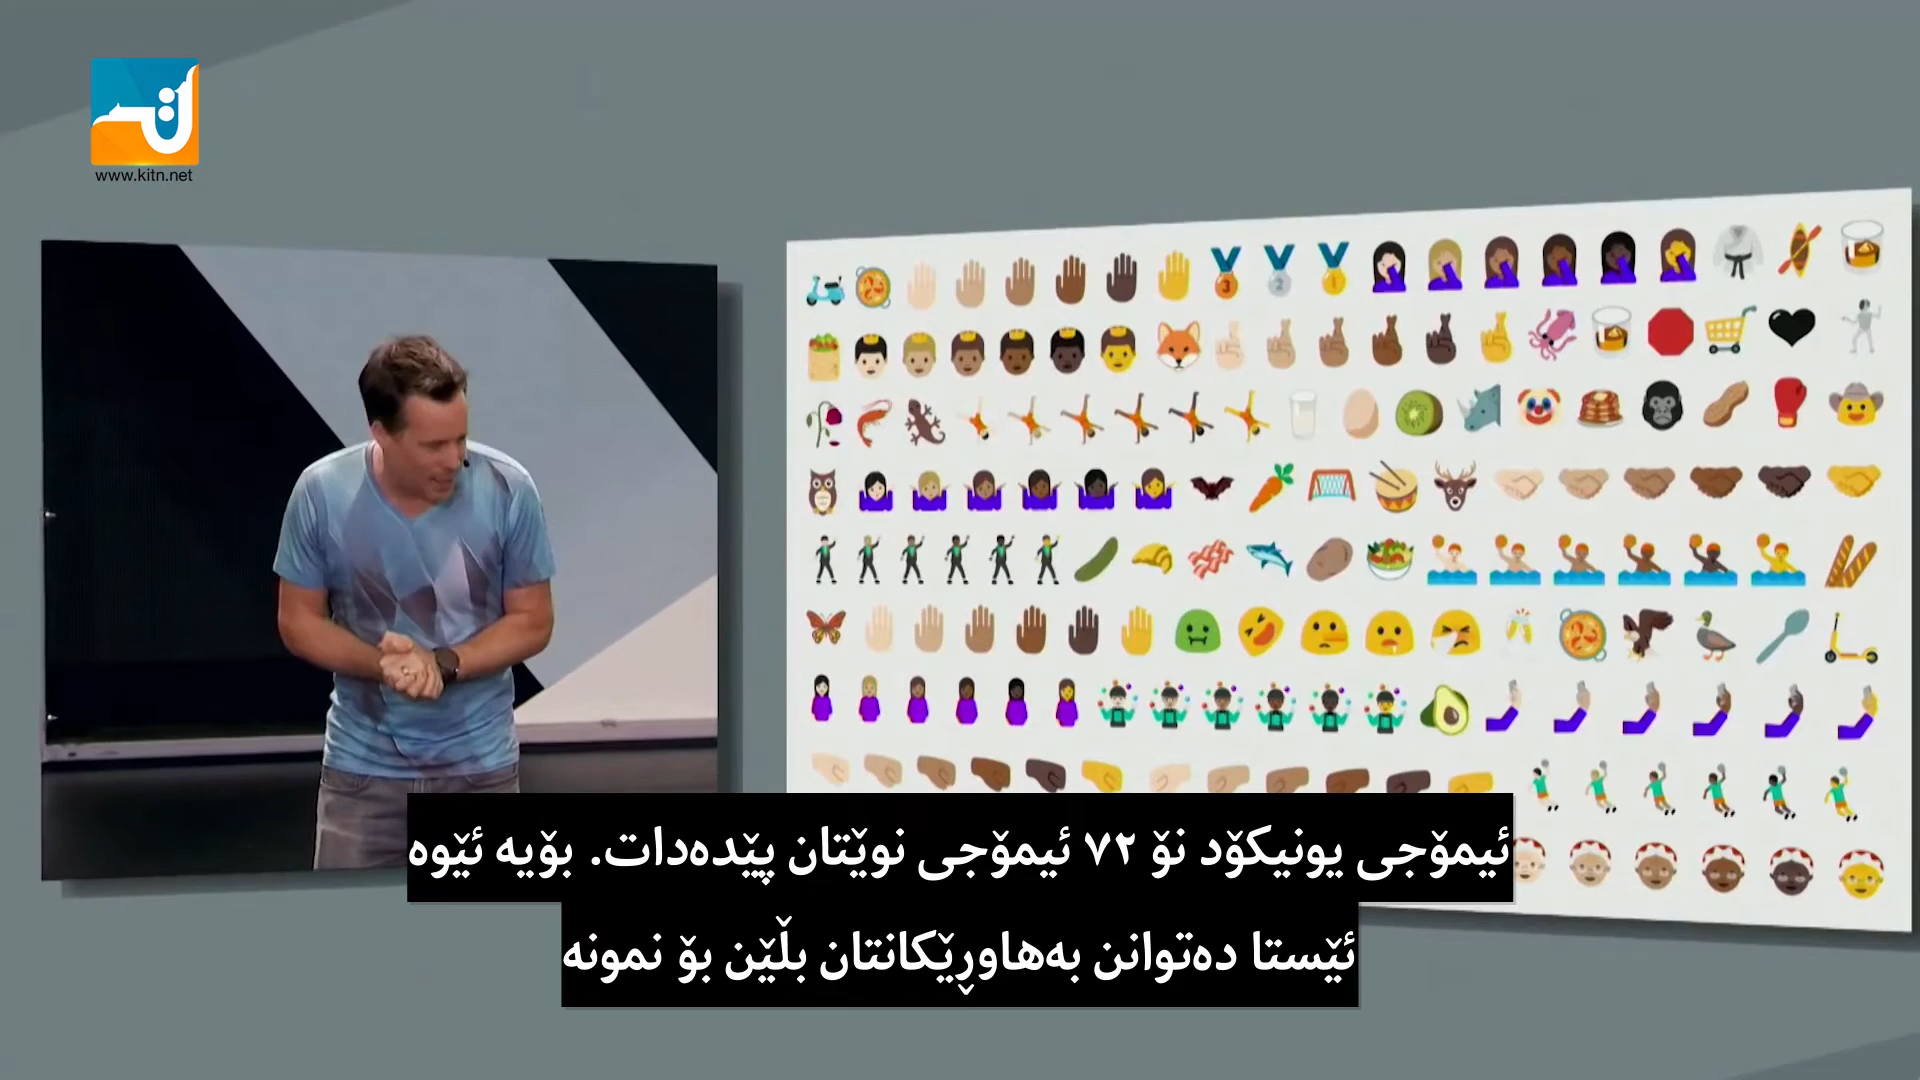 www.kitn.net
ئیمۆجی یونیکۆد نۆ ٧٢ ئیمۆجی نوێتان پێدەدات. بۆیە ئێوە
ئێستا دەتوانن بەهاوڕێکانتان بڵێن بۆ نمونە